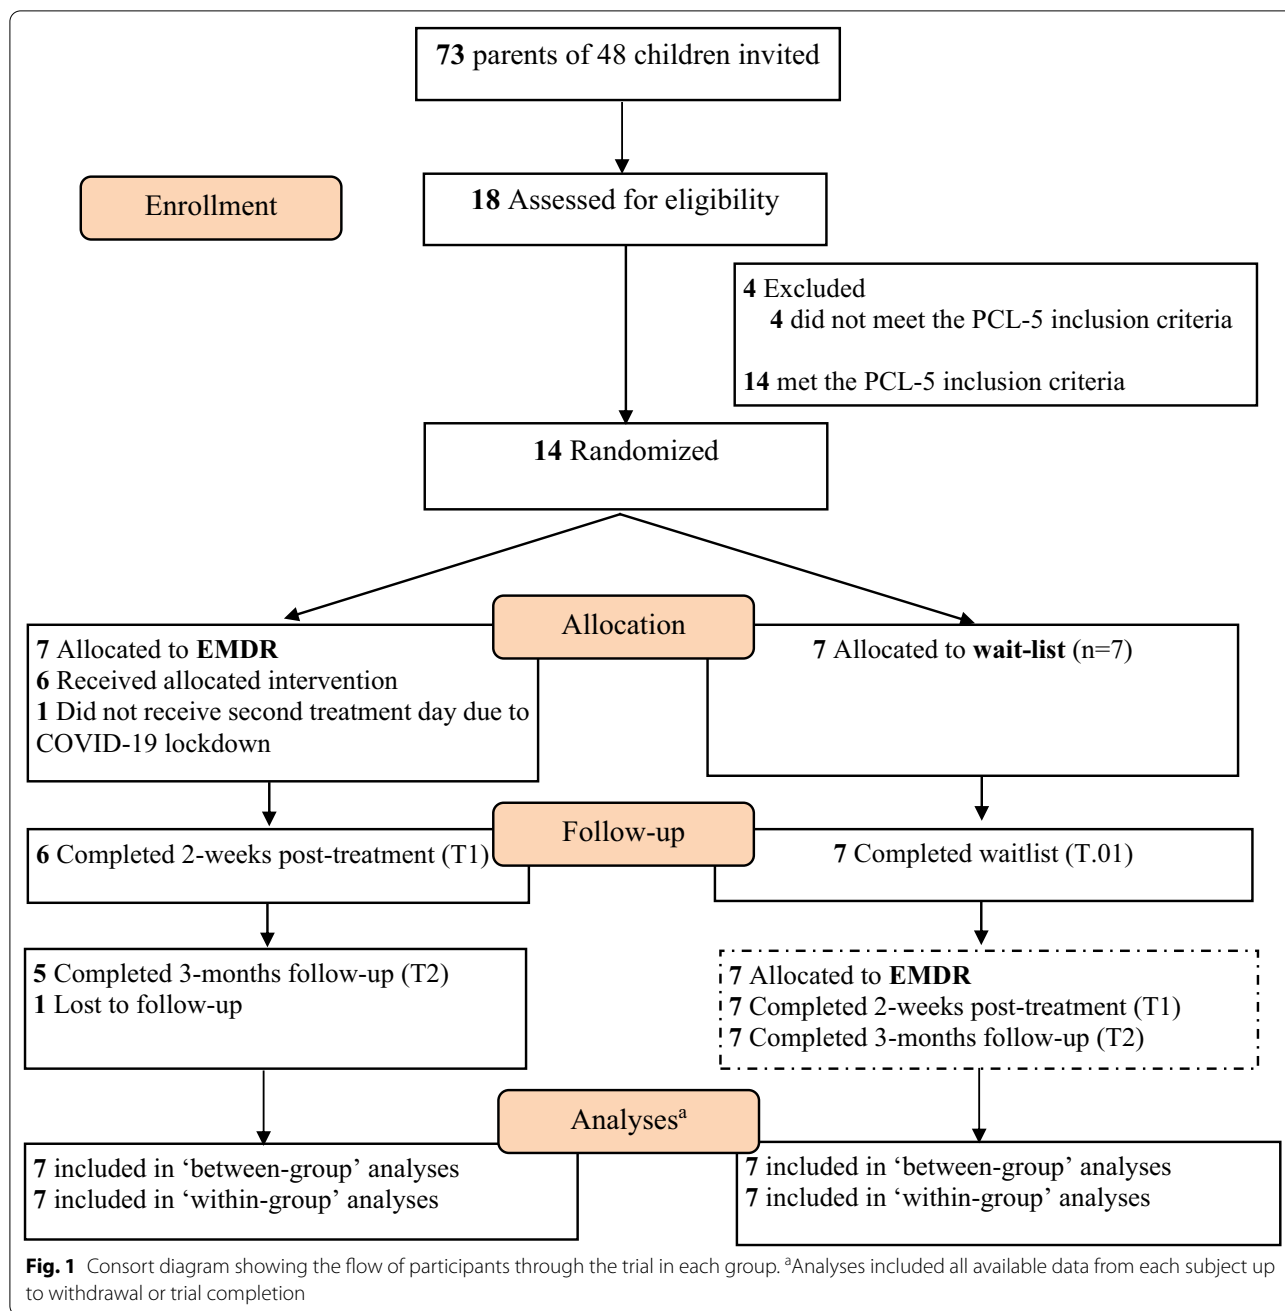 73 parents of 48 children invited
Enrollment
18 Assessed for eligibility
4 Excluded
4 did not meet the PCL-5 inclusion criteria
14 met the PCL-5 inclusion criteria
14 Randomized
Allocation
7 Allocated to EMDR
6 Received allocated intervention
1 Did not receive second treatment day due to
COVID-19 lockdown
7 Allocated to wait-list (n=7)
Follow-up
6 Completed 2-weeks post-treatment (T1)
7 Completed waitlist (T.01)
5 Completed 3-months follow-up (T2)
1 Lost to follow-up
7 Allocated to EMDR
7 Completed 2-weeks post-treatment (T1)
7 Completed 3-months follow-up (T2)
Analysesᵃ
7 included in ‘between-group’ analyses
7 included in ‘within-group’ analyses
7 included in ‘between-group’ analyses
7 included in ‘within-group’ analyses
Fig. 1 Consort diagram showing the flow of participants through the trial in each group. ᵃAnalyses included all available data from each subject up
to withdrawal or trial completion